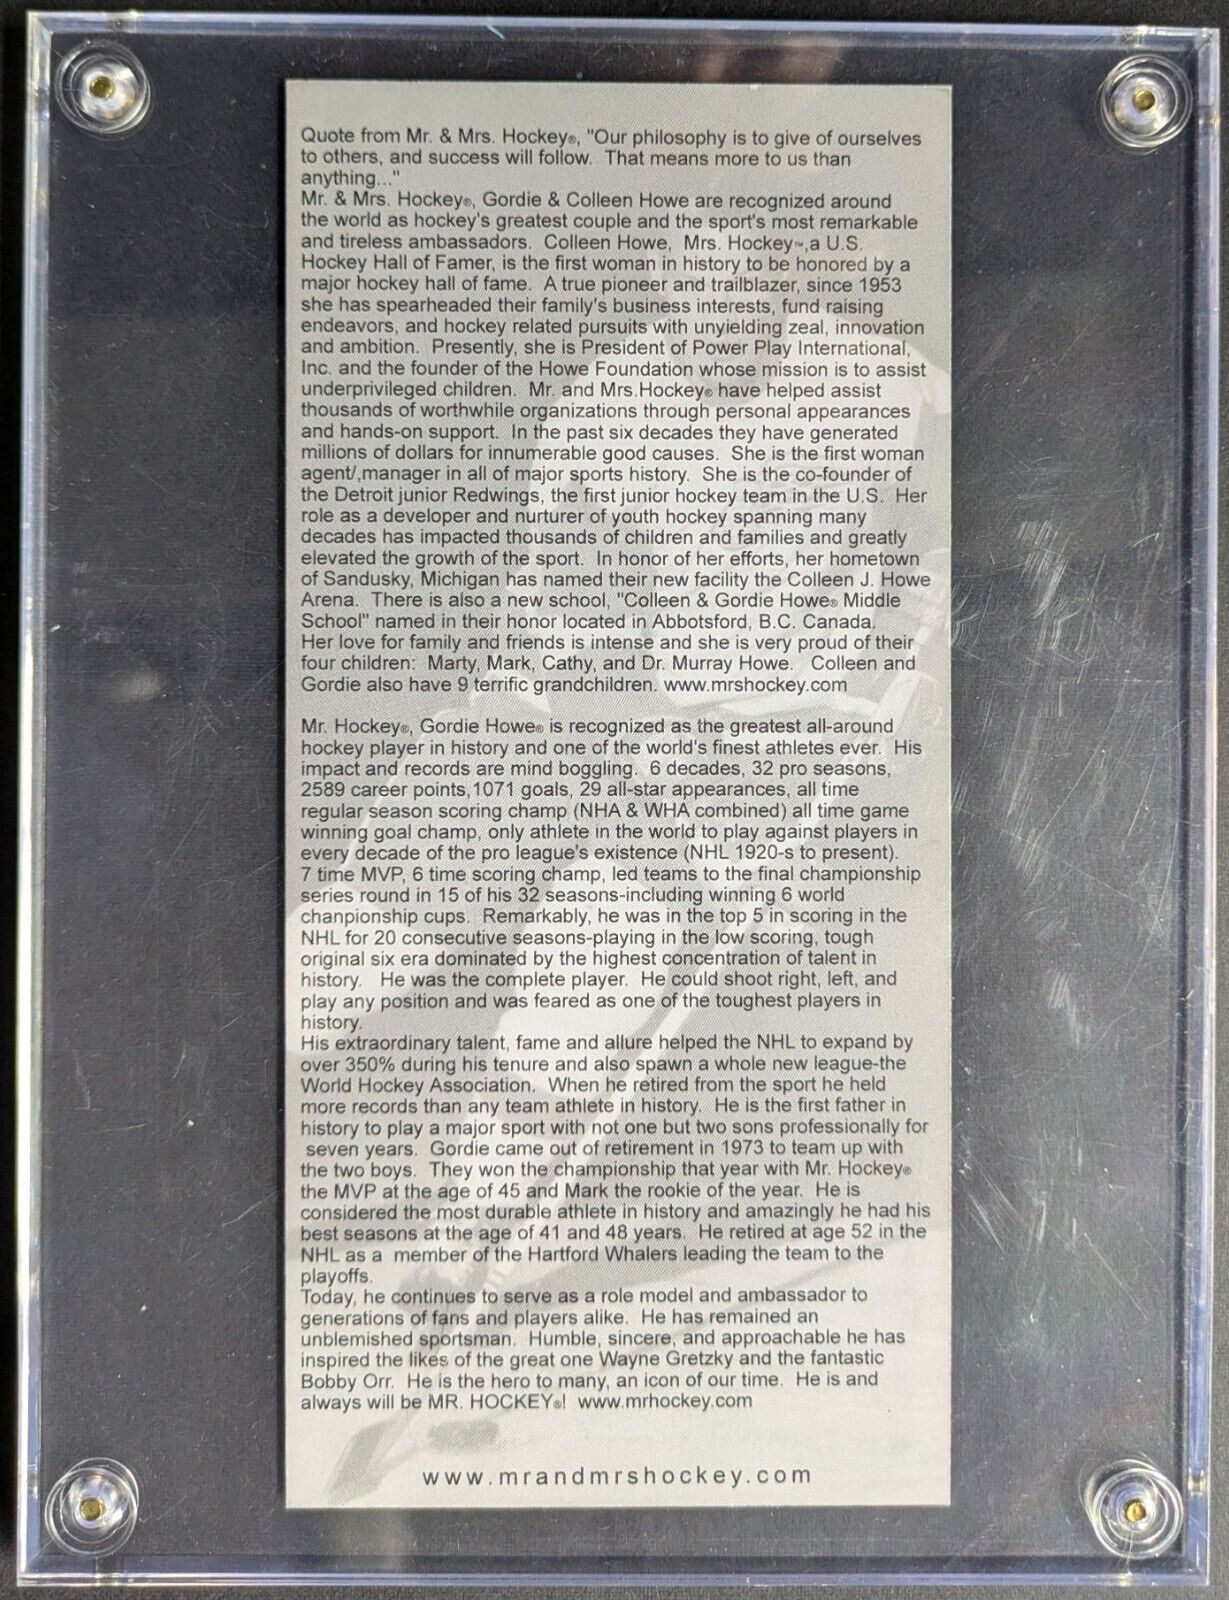 Quote from Mr. & Mrs. Hockey®, "Our philosophy is to give of ourselves
to others, and success will follow.  That means more to us than
anything..."
Mr. & Mrs. Hockey®, Gordie & Colleen Howe are recognized around
the world as hockey's greatest couple and the sport's most remarkable
and tireless ambassadors.  Colleen Howe,  Mrs. Hockey™,a U.S.
Hockey Hall of Famer, is the first woman in history to be honored by a
major hockey hall of fame.  A true pioneer and trailblazer, since 1953
she has spearheaded their family's business interests, fund raising
endeavors, and hockey related pursuits with unyielding zeal, innovation
and ambition.  Presently, she is President of Power Play International,
Inc. and the founder of the Howe Foundation whose mission is to assist
underprivileged children.  Mr. and Mrs.Hockey® have helped assist
thousands of worthwhile organizations through personal appearances
and hands-on support.  In the past six decades they have generated
millions of dollars for innumerable good causes.  She is the first woman
agent/,manager in all of major sports history.  She is the co-founder of
the Detroit junior Redwings, the first junior hockey team in the U.S.  Her
role as a developer and nurturer of youth hockey spanning many
decades has impacted thousands of children and families and greatly
elevated the growth of the sport.  In honor of her efforts, her hometown
of Sandusky, Michigan has named their new facility the Colleen J. Howe
Arena.  There is also a new school, "Colleen & Gordie Howe® Middle
School" named in their honor located in Abbotsford, B.C. Canada.
Her love for family and friends is intense and she is very proud of their
four children:  Marty, Mark, Cathy, and Dr. Murray Howe.   Colleen and
Gordie also have 9 terrific grandchildren. www.mrshockey.com
Mr. Hockey®, Gordie Howe® is recognized as the greatest all-around
hockey player in history and one of the world's finest athletes ever.  His
impact and records are mind boggling.  6 decades, 32 pro seasons,
2589 career points,1071 goals, 29 all-star appearances, all time
regular season scoring champ (NHA & WHA combined) all time game
winning goal champ, only athlete in the world to play against players in
every decade of the pro league's existence (NHL 1920-s to present).
7 time MVP, 6 time scoring champ, led teams to the final championship
series round in 15 of his 32 seasons-including winning 6 world
chanpionship cups.  Remarkably, he was in the top 5 in scoring in the
NHL for 20 consecutive seasons-playing in the low scoring, tough
original six era dominated by the highest concentration of talent in
history.   He was the complete player.  He could shoot right, left, and
play any position and was feared as one of the toughest players in
history.
His extraordinary talent, fame and allure helped the NHL to expand by
over 350% during his tenure and also spawn a whole new league-the
World Hockey Association.  When he retired from the sport he held
more records than any team athlete in history.  He is the first father in
history to play a major sport with not one but two sons professionally for
seven years.  Gordie came out of retirement in 1973 to team up with
the two boys.  They won the championship that year with Mr. Hockey®
the MVP at the age of 45 and Mark the rookie of the year.  He is
considered the most durable athlete in history and amazingly he had his
best seasons at the age of 41 and 48 years.  He retired at age 52 in the
NHL as a  member of the Hartford Whalers leading the team to the
playoffs.
Today, he continues to serve as a role model and ambassador to
generations of fans and players alike.  He has remained an
unblemished sportsman.  Humble, sincere, and approachable he has
inspired the likes of the great one Wayne Gretzky and the fantastic
Bobby Orr.  He is the hero to many, an icon of our time.  He is and
always will be MR. HOCKEY®!  www.mrhockey.com
www.mrandmrshockey.com